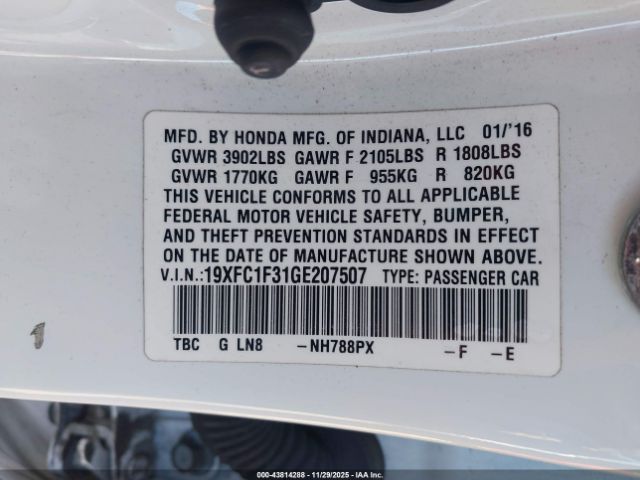 MFD. BY HONDA MFG. OF INDIANA, LLC 01/'16
GVWR 3902LBS GAWR F 2105LBS R 1808LBS
GVWR 1770KG GAWR F 955KG R 820KG
THIS VEHICLE CONFORMS TO ALL APPLICABLE
FEDERAL MOTOR VEHICLE SAFETY, BUMPER,
AND THEFT PREVENTION STANDARDS IN EFFECT
ON THE DATE OF MANUFACTURE SHOWN ABOVE.
V.I.N.:19XFC1F31GE207507 TYPE: PASSENGER CAR
TBC G LN8 -NH788PX -F -E
000-43814288 | 11/29/2025 | IAA Inc.